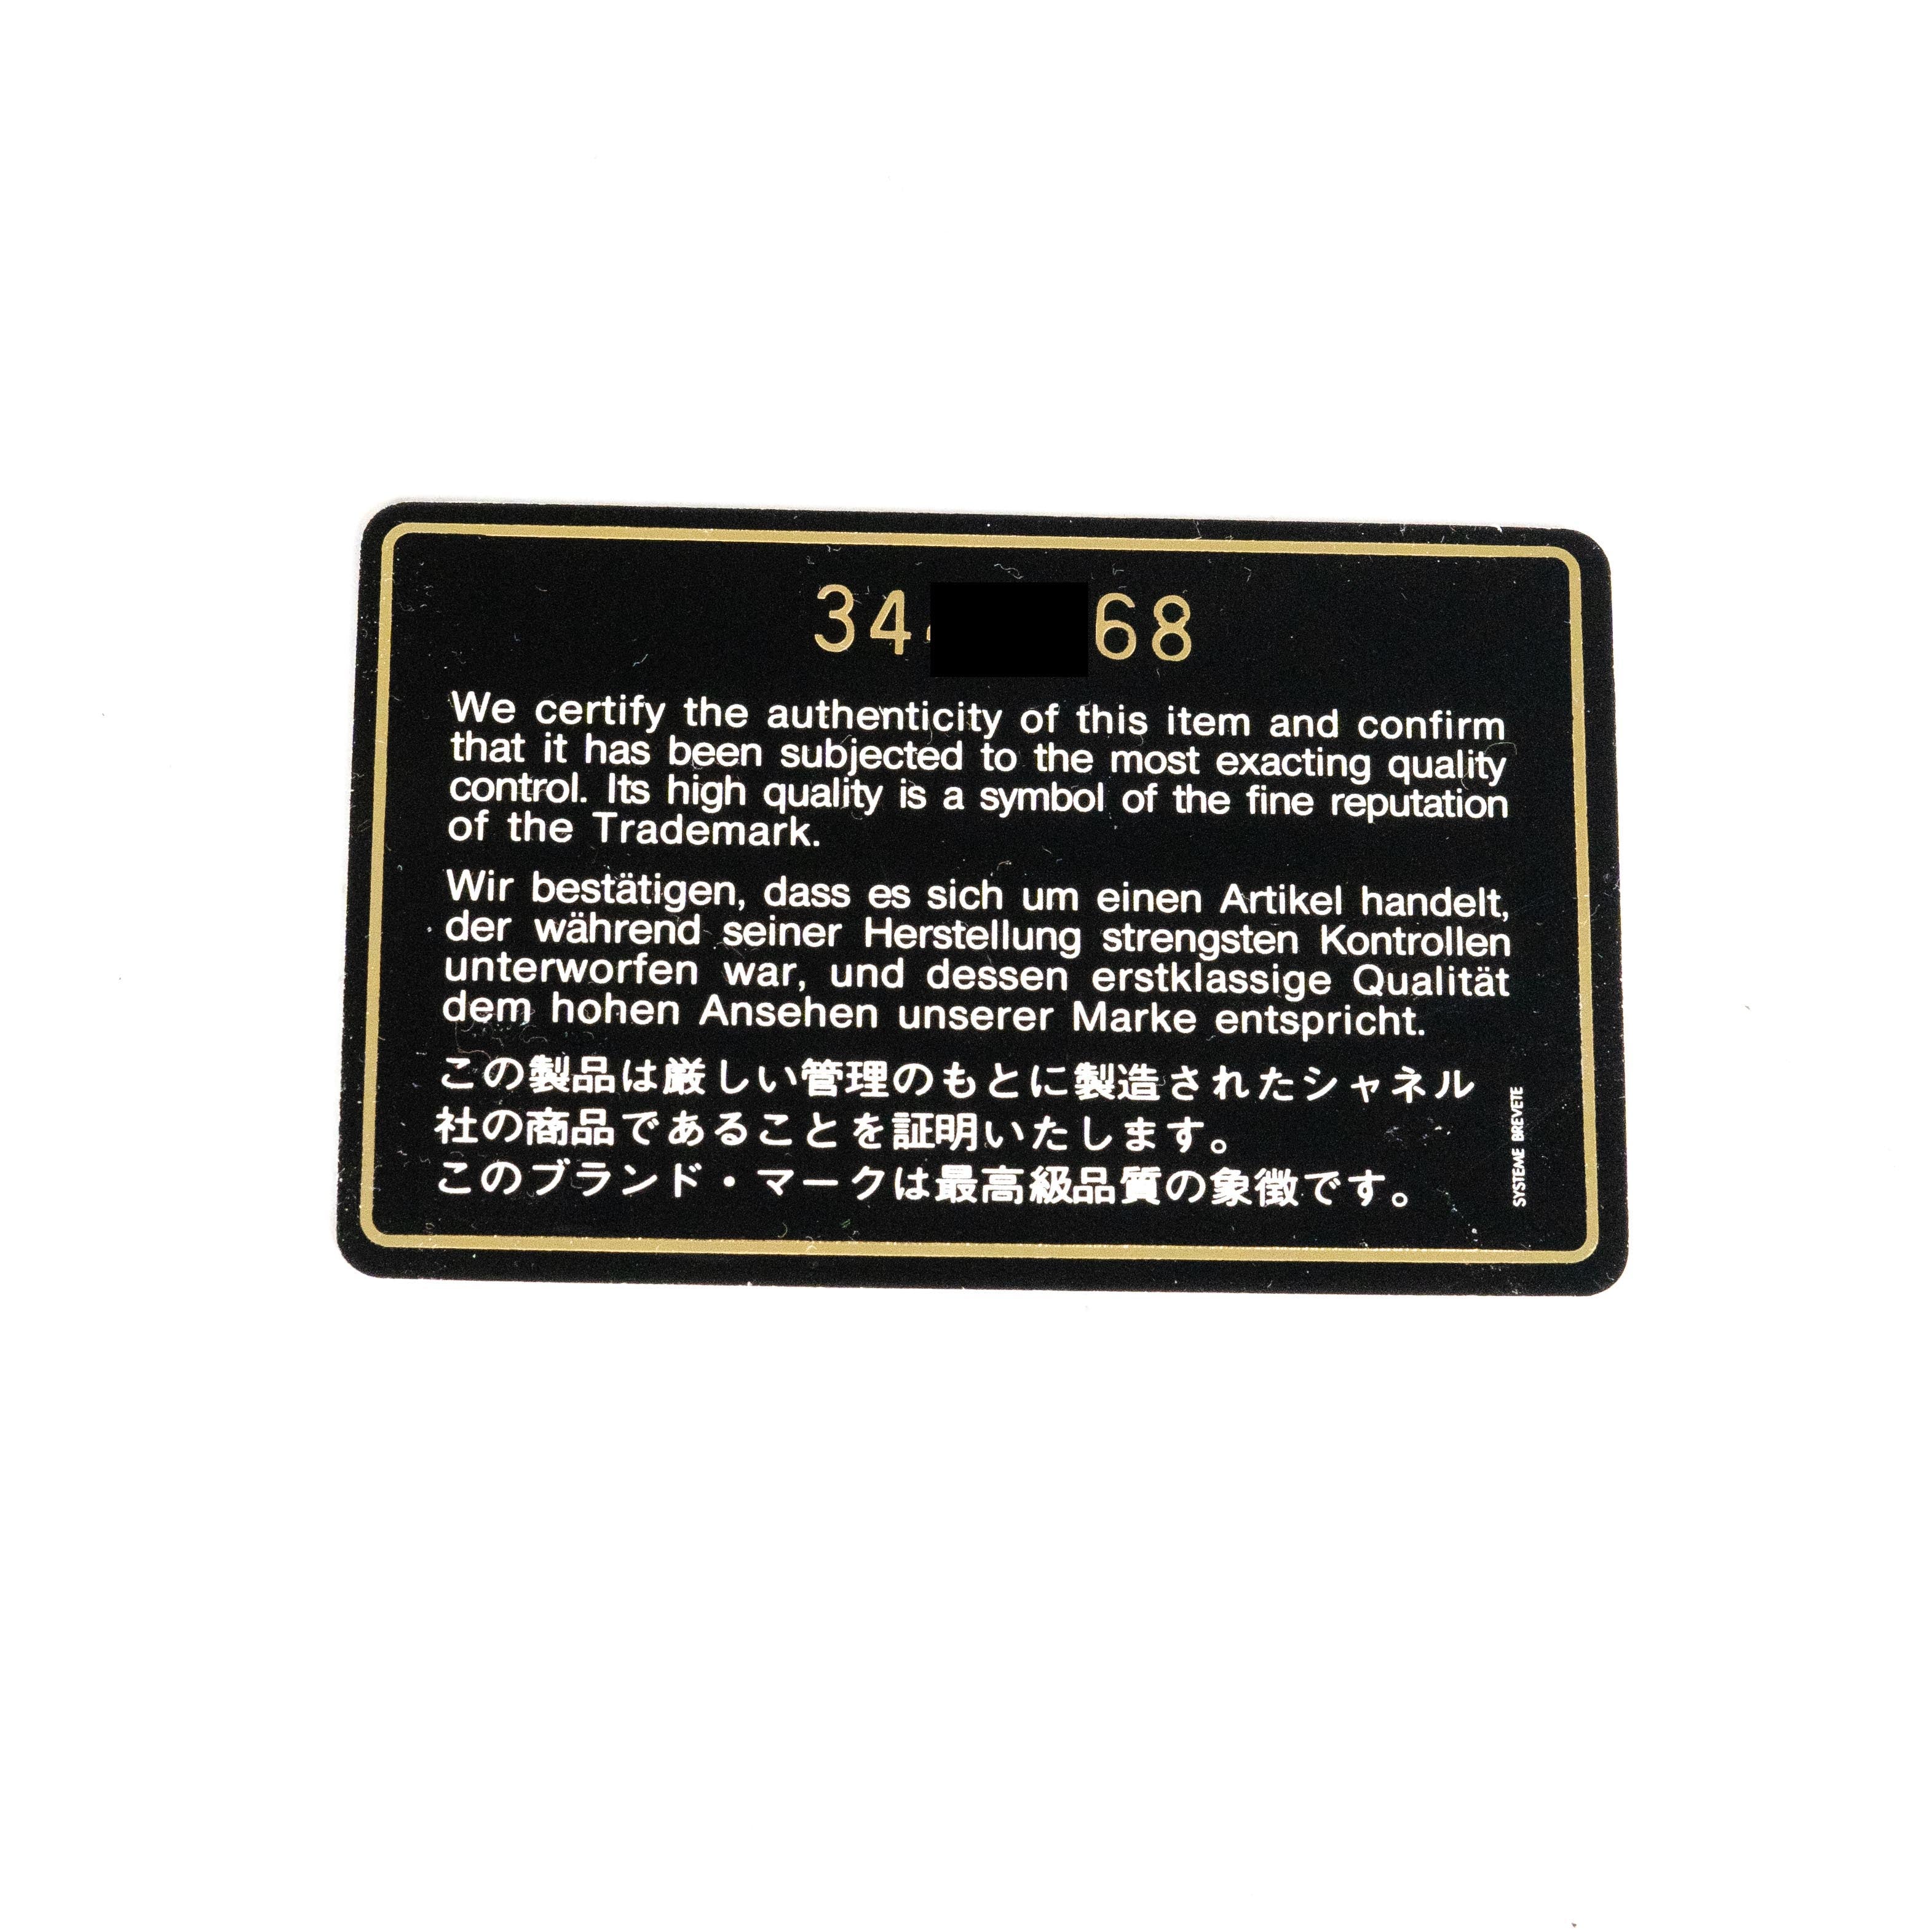 34 68
We certify the authenticity of this item and confirm
that it has been subjected to the most exacting quality
control. Its high quality is a symbol of the fine reputation
of the Trademark.
Wir bestätigen, dass es sich um einen Artikel handelt,
der während seiner Herstellung strengsten Kontrollen
unterworfen war, und dessen erstklassige Qualität
dem hohen Ansehen unserer Marke entspricht.
この製品は厳しい管理のもとに製造されたシャネル
社の商品であることを証明いたします。
このブランド・マークは最高級品質の象徴です。
SYSTEME BREVETE